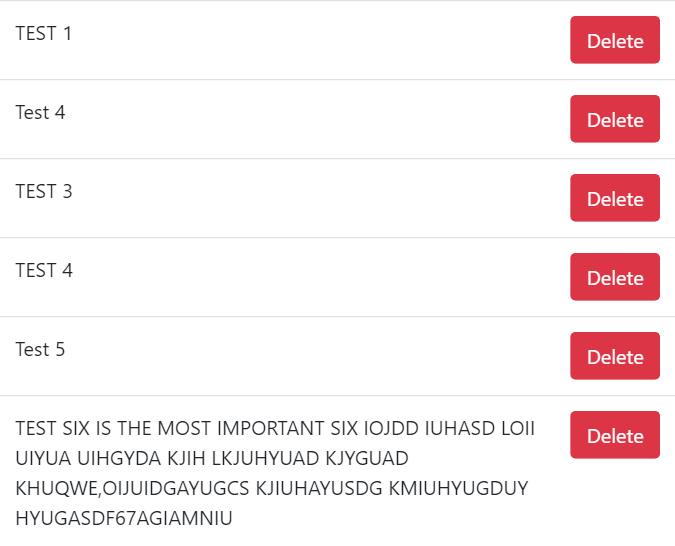 TEST 1
Delete
Test 4
Delete
TEST 3
Delete
TEST 4
Delete
Test 5
Delete
TEST SIX IS THE MOST IMPORTANT SIX IOJDD IUHASD LOII
Delete
UIYUA UIHGYDA KJIH LKJUHYUAD KJYGUAD
KHUQWE,OIJUIDGAYUGCS KJIUHAYUSDG KMIUHYUGDUY
HYUGASDF67AGIAMNIU